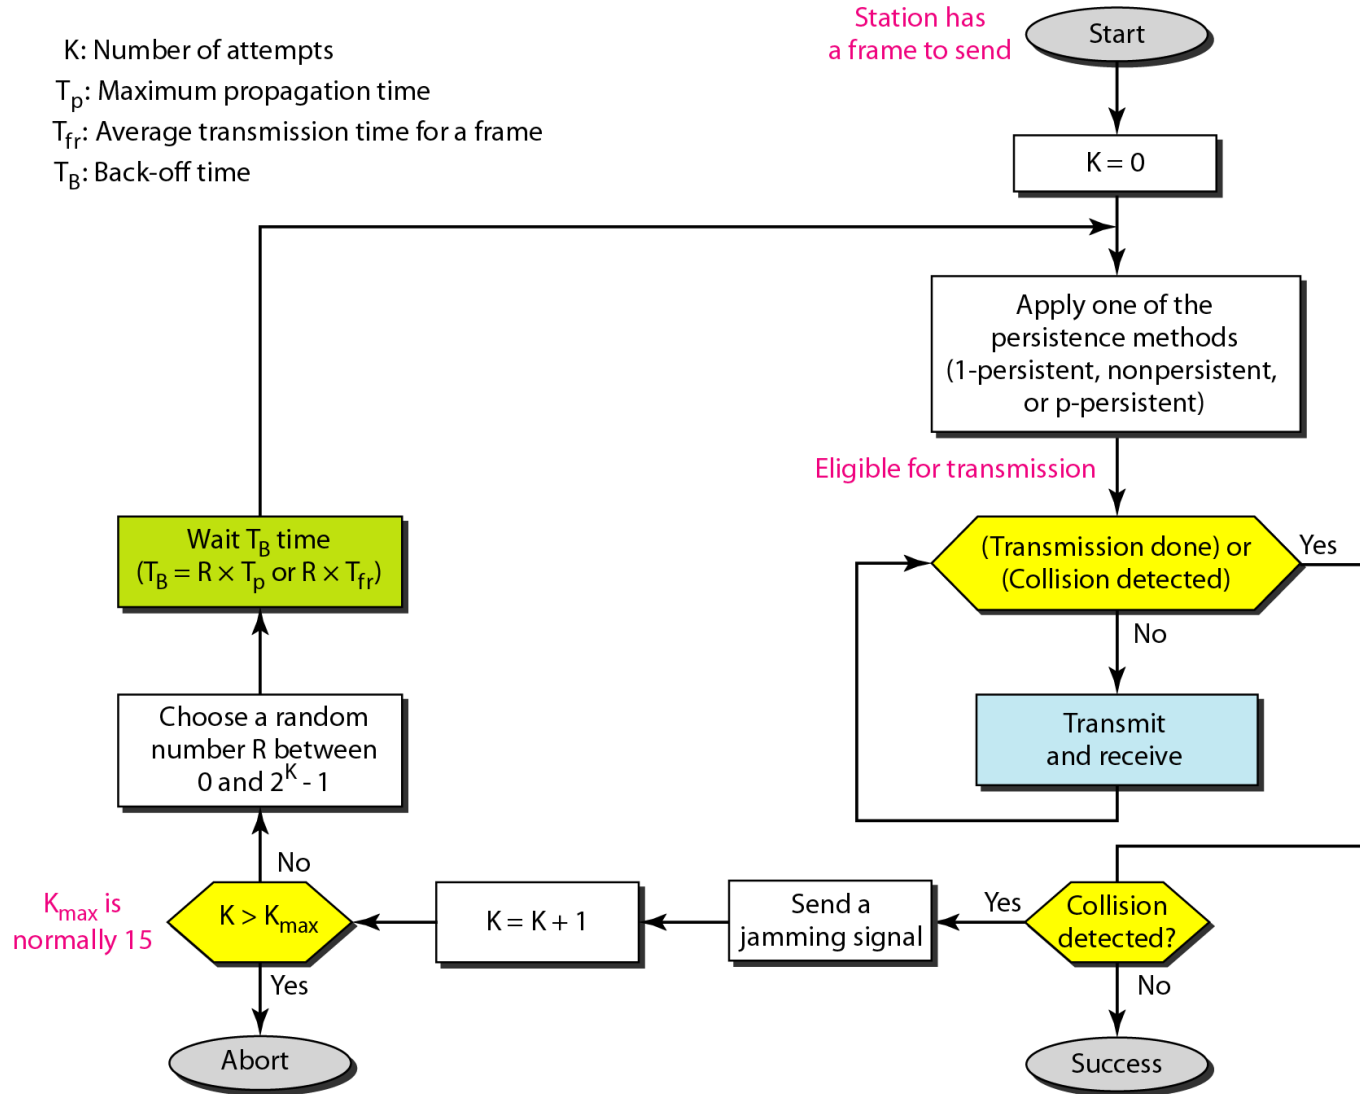 K: Number of attempts
Tp: Maximum propagation time
Tfr: Average transmission time for a frame
TB: Back-off time
Station has
a frame to send
Start
K = 0
Apply one of the
persistence methods
(1-persistent, nonpersistent,
or p-persistent)
Eligible for transmission
(Transmission done) or
(Collision detected)
Yes
No
Transmit
and receive
Wait TB time
(TB = R × Tp or R × Tfr)
Choose a random
number R between
0 and 2^K - 1
No
Kmax is
normally 15
K > Kmax
K = K + 1
Send a
jamming signal
Yes
Collision
detected?
Yes
No
Abort
Success